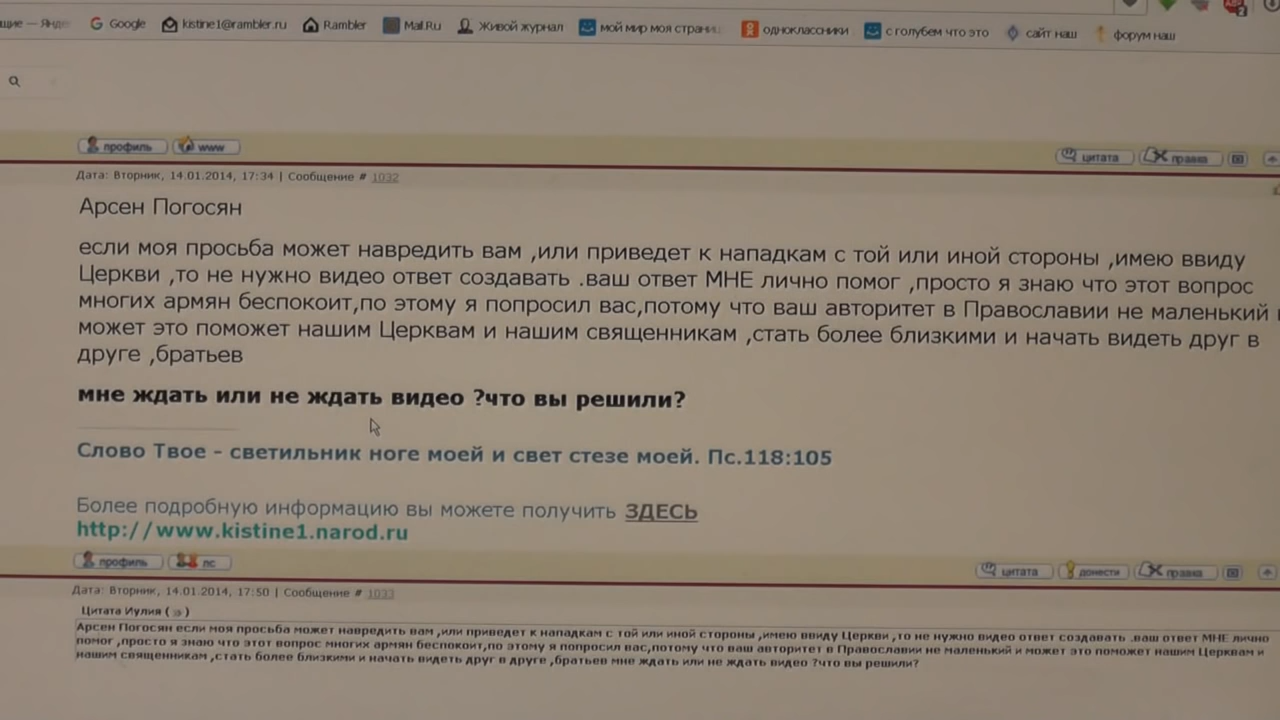 Google kistine1@rambler.ru Rambler Mail.Ru Живой журнал мой мир моя страниц одноклассники с голубем что это сайт наш форум наш
профиль www цитата правка
Дата: Вторник, 14.01.2014, 17:34 | Сообщение # 1032
Арсен Погосян
если моя просьба может навредить вам ,или приведет к нападкам с той или иной стороны ,имею ввиду
Церкви ,то не нужно видео ответ создавать .ваш ответ МНЕ лично помог ,просто я знаю что этот вопрос
многих армян беспокоит,по этому я попросил вас,потому что ваш авторитет в Православии не маленький и
может это поможет нашим Церквам и нашим священникам ,стать более близкими и начать видеть друг в
друге ,братьев
мне ждать или не ждать видео ?что вы решили?
Слово Твое - светильник ноге моей и свет стезе моей. Пс.118:105
Более подробную информацию вы можете получить ЗДЕСЬ
http://www.kistine1.narod.ru
профиль лс цитата донести правка
Дата: Вторник, 14.01.2014, 17:50 | Сообщение # 1033
Цитата Иулия ( )
Арсен Погосян если моя просьба может навредить вам ,или приведет к нападкам с той или иной стороны ,имею ввиду Церкви ,то не нужно видео ответ создавать .ваш ответ МНЕ лично
помог ,просто я знаю что этот вопрос многих армян беспокоит,по этому я попросил вас,потому что ваш авторитет в Православии не маленький и может это поможет нашим Церквам и
нашим священникам ,стать более близкими и начать видеть друг в друге ,братьев мне ждать или не ждать видео ?что вы решили?